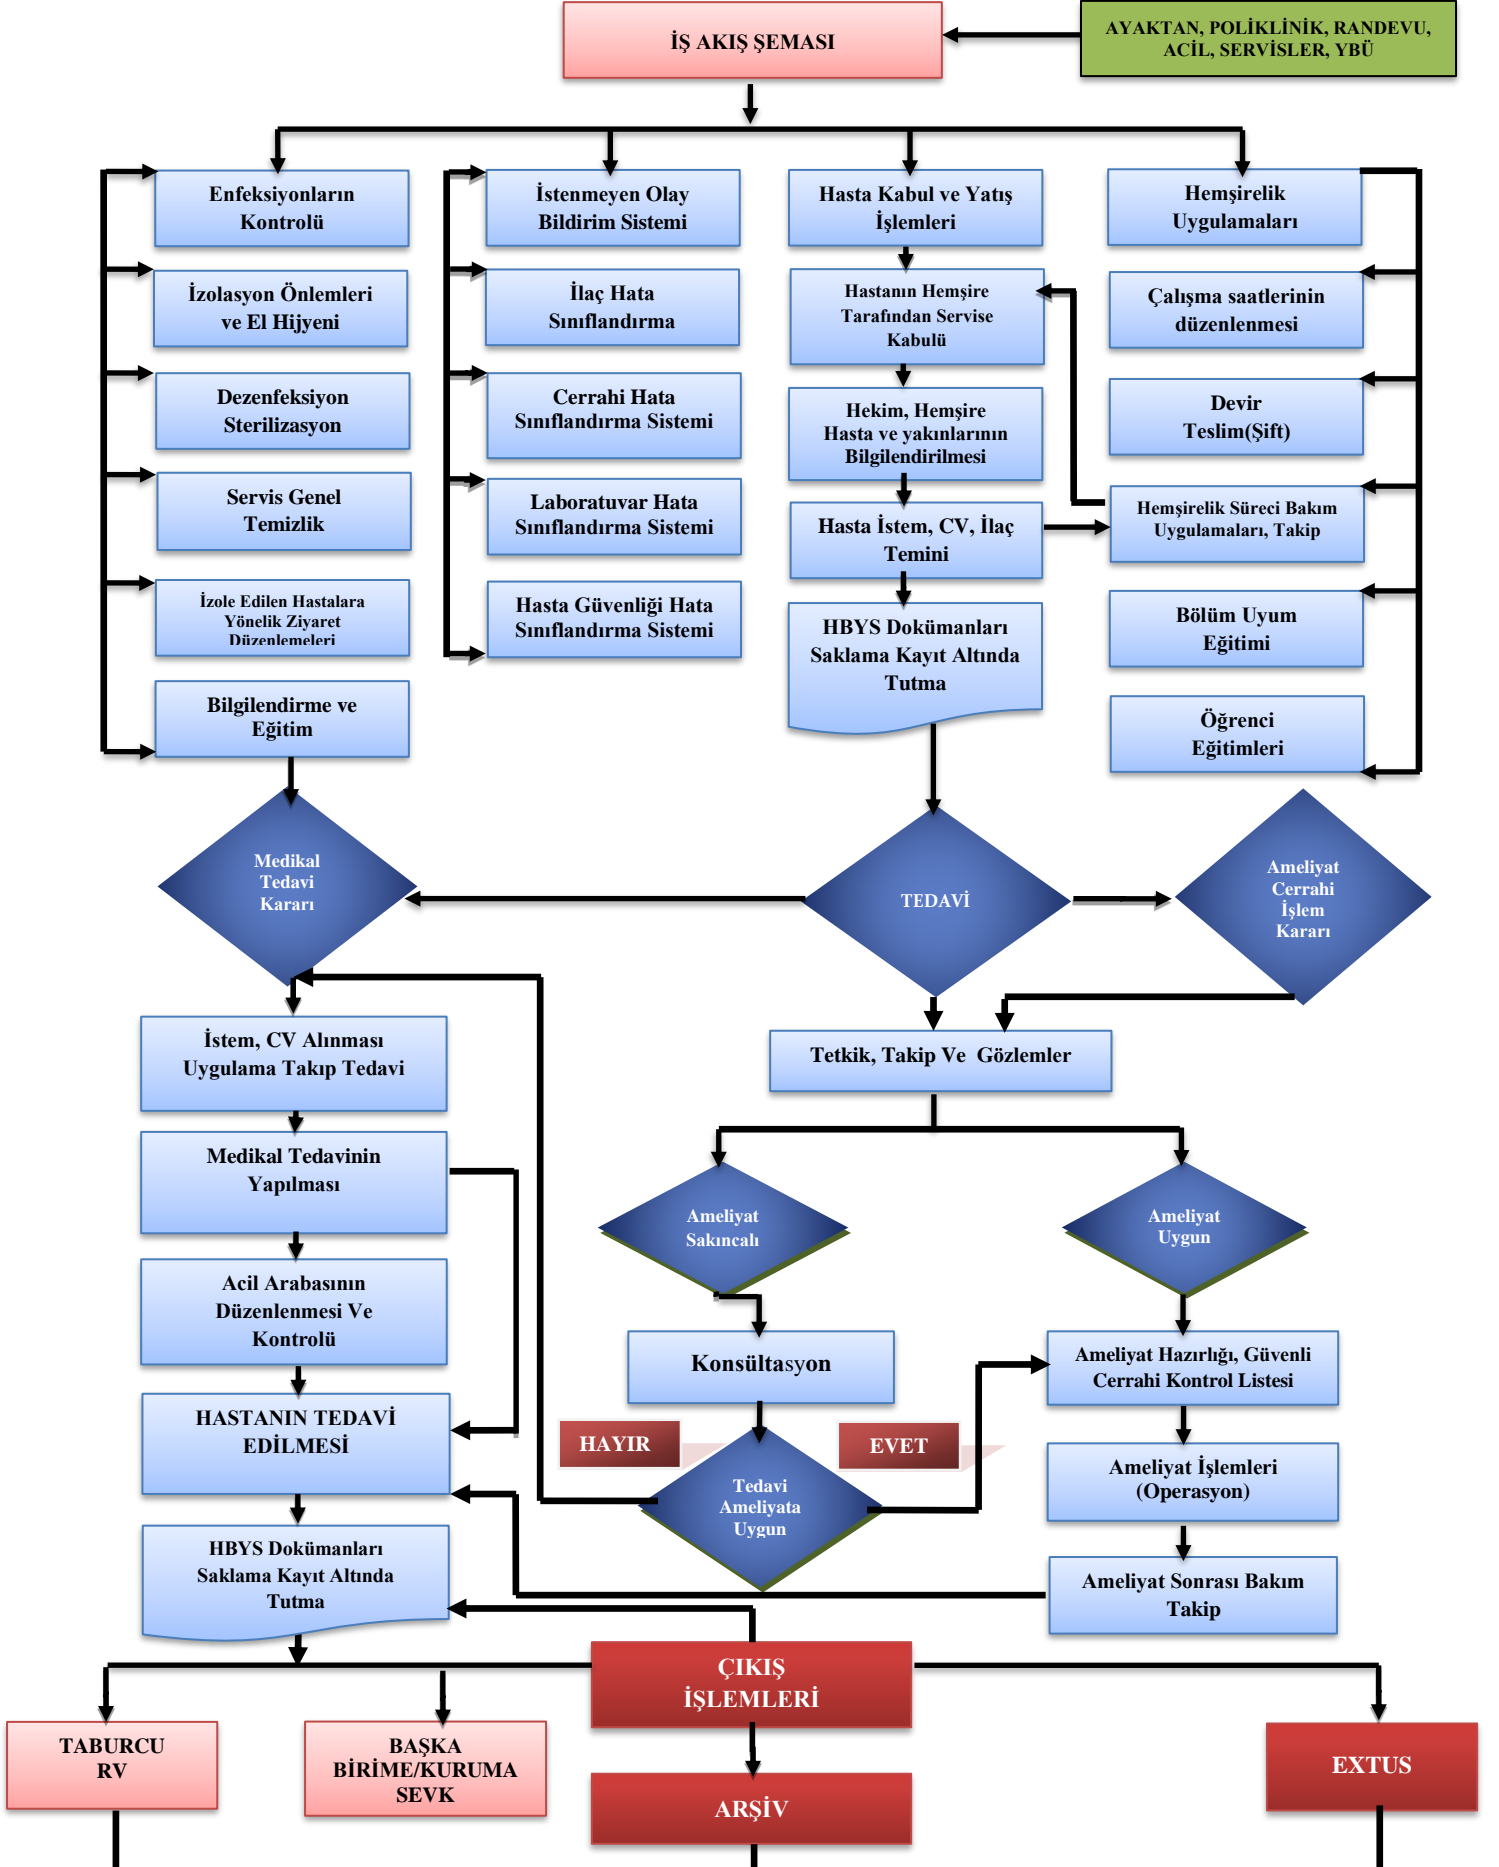 İŞ AKIŞ ŞEMASI
AYAKTAN, POLİKLİNİK, RANDEVU,
ACİL, SERVİSLER, YBÜ
Enfeksiyonların
Kontrolü
İzolasyon Önlemleri
ve El Hijyeni
Dezenfeksiyon
Sterilizasyon
Servis Genel
Temizlik
İzole Edilen Hastalara
Yönelik Ziyaret
Düzenlemeleri
Bilgilendirme ve
Eğitim
İstenmeyen Olay
Bildirim Sistemi
İlaç Hata
Sınıflandırma
Cerrahi Hata
Sınıflandırma Sistemi
Laboratuvar Hata
Sınıflandırma Sistemi
Hasta Güvenliği Hata
Sınıflandırma Sistemi
Hasta Kabul ve Yatış
İşlemleri
Hastanın Hemşire
Tarafından Servise
Kabulü
Hekim, Hemşire
Hasta ve yakınlarının
Bilgilendirilmesi
Hasta İstem, CV, İlaç
Temini
HBYS Dokümanları
Saklama Kayıt Altında
Tutma
Hemşirelik
Uygulamaları
Çalışma saatlerinin
düzenlenmesi
Devir
Teslim(Şift)
Hemşirelik Süreci Bakım
Uygulamaları, Takip
Bölüm Uyum
Eğitimi
Öğrenci
Eğitimleri
Medikal
Tedavi
Kararı
TEDAVİ
Ameliyat
Cerrahi
İşlem
Kararı
İstem, CV Alınması
Uygulama Takıp Tedavi
Medikal Tedavinin
Yapılması
Acil Arabasının
Düzenlenmesi Ve
Kontrolü
HASTANIN TEDAVİ
EDİLMESİ
HBYS Dokümanları
Saklama Kayıt Altında
Tutma
Tetkik, Takip Ve  Gözlemler
Ameliyat
Sakıncalı
Ameliyat
Uygun
Konsültasyon
HAYIR
EVET
Tedavi
Ameliyata
Uygun
Ameliyat Hazırlığı, Güvenli
Cerrahi Kontrol Listesi
Ameliyat İşlemleri
(Operasyon)
Ameliyat Sonrası Bakım
Takip
ÇIKIŞ
İŞLEMLERİ
TABURCU
RV
BAŞKA
BİRİME/KURUMA
SEVK
ARŞİV
EXTUS